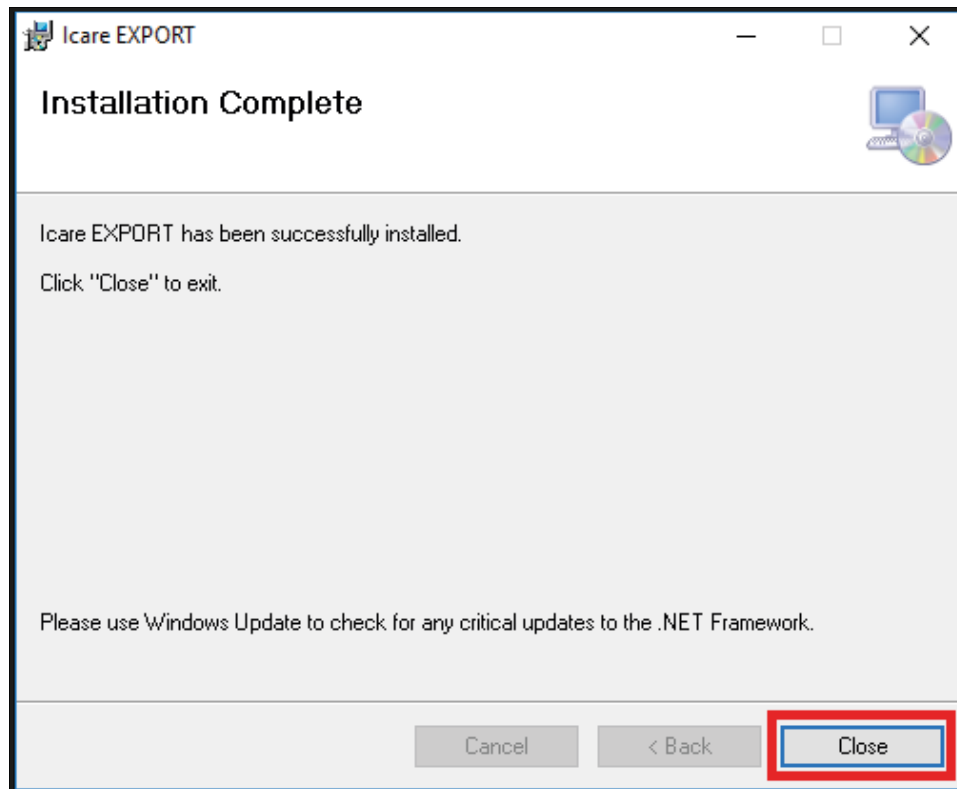 Icare EXPORT
Installation Complete
Icare EXPORT has been successfully installed.
Click "Close" to exit.
Please use Windows Update to check for any critical updates to the .NET Framework.
Cancel
< Back
Close